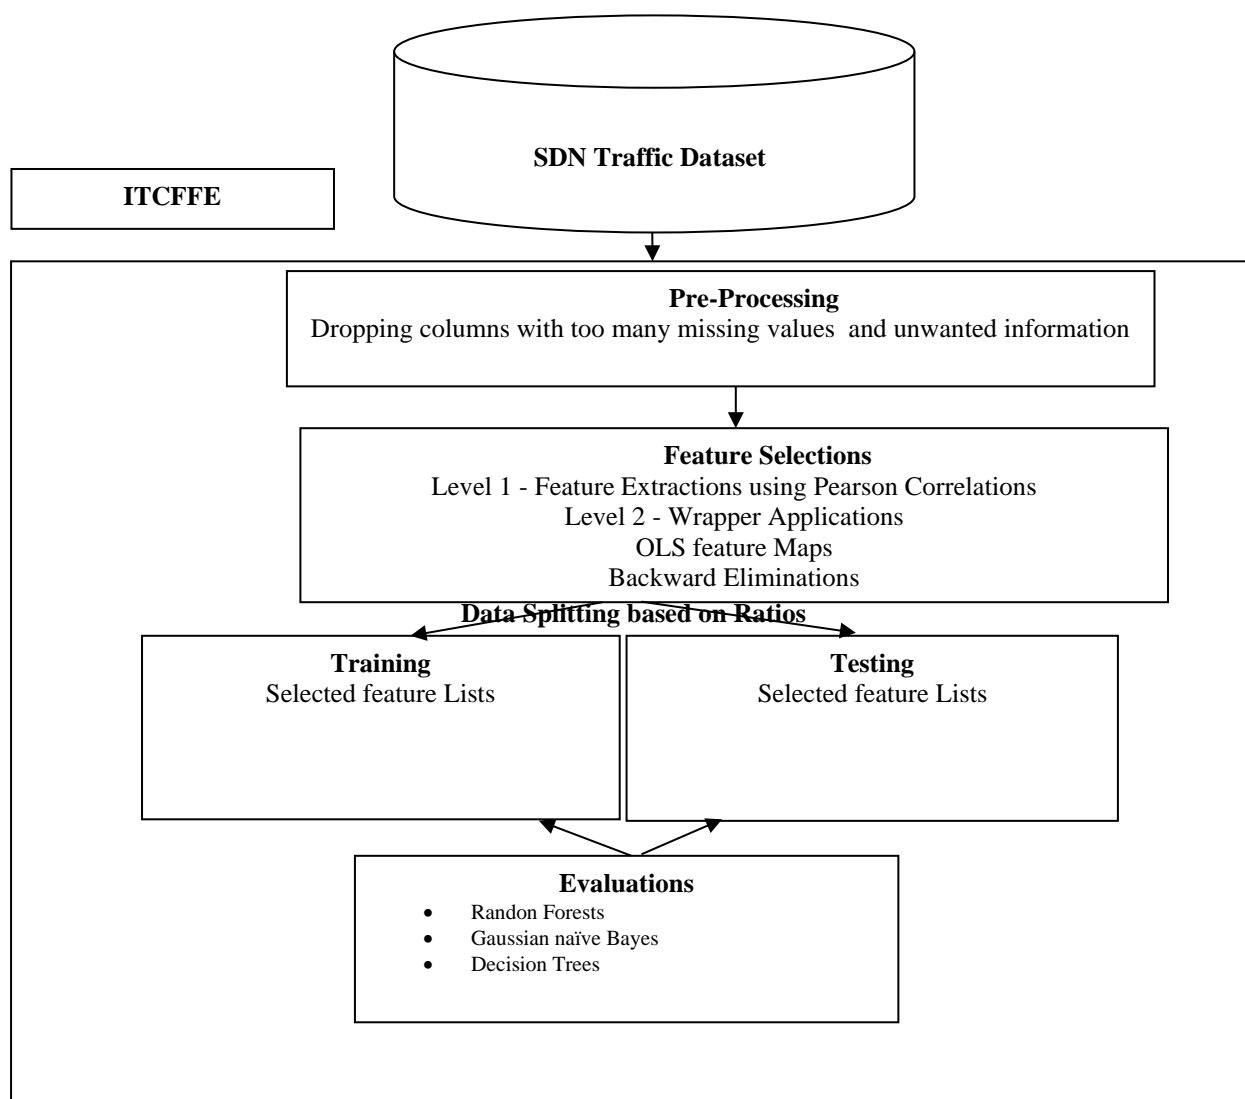 SDN Traffic Dataset
ITCFFE
Pre-Processing
Dropping columns with too many missing values and unwanted information
Feature Selections
Level 1 - Feature Extractions using Pearson Correlations
Level 2 - Wrapper Applications
OLS feature Maps
Backward Eliminations
Data Splitting based on Ratios
Training
Selected feature Lists
Testing
Selected feature Lists
Evaluations
• Randon Forests
• Gaussian naïve Bayes
• Decision Trees